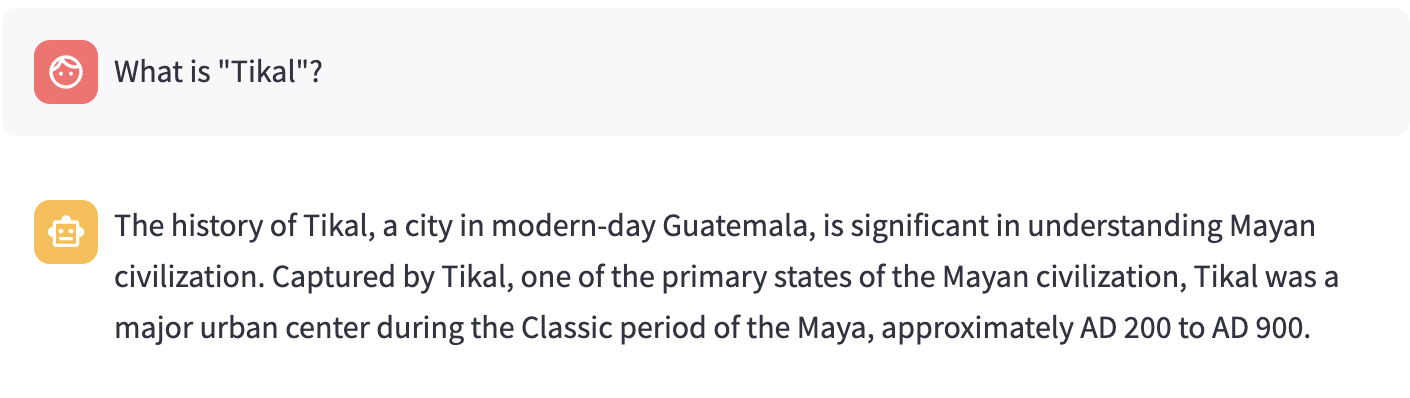 What is "Tikal"?
The history of Tikal, a city in modern-day Guatemala, is significant in understanding Mayan
civilization. Captured by Tikal, one of the primary states of the Mayan civilization, Tikal was a
major urban center during the Classic period of the Maya, approximately AD 200 to AD 900.